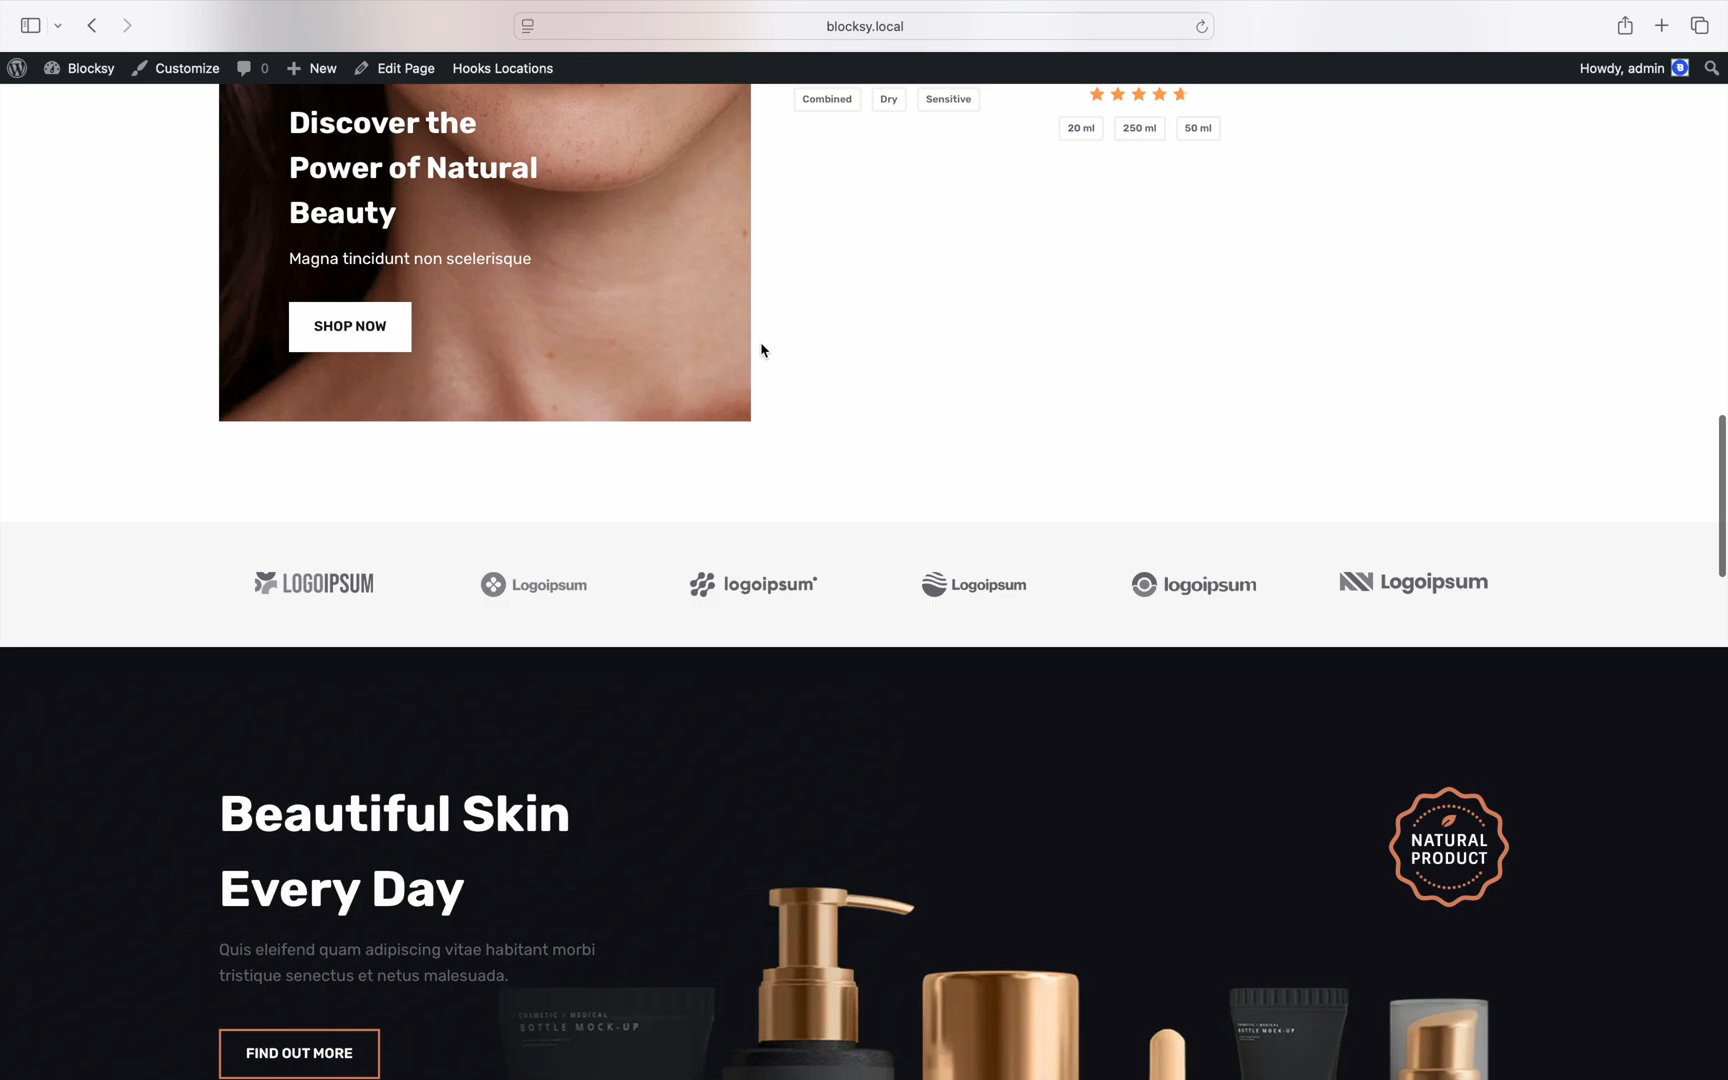 blocksy.local
Blocksy Customize 0 New Edit Page Hooks Locations Howdy, admin
Discover the
Power of Natural
Beauty
Magna tincidunt non scelerisque
SHOP NOW
Combined Dry Sensitive
20 ml 250 ml 50 ml
LOGOIPSUM Logoipsum logoipsum Logoipsum logoipsum Logoipsum
Beautiful Skin
Every Day
Quis eleifend quam adipiscing vitae habitant morbi
tristique senectus et netus malesuada.
FIND OUT MORE
NATURAL
PRODUCT
COSMETIC / MEDICAL
BOTTLE MOCK-UP
COSMETIC / MEDICAL
BOTTLE MOCK-UP